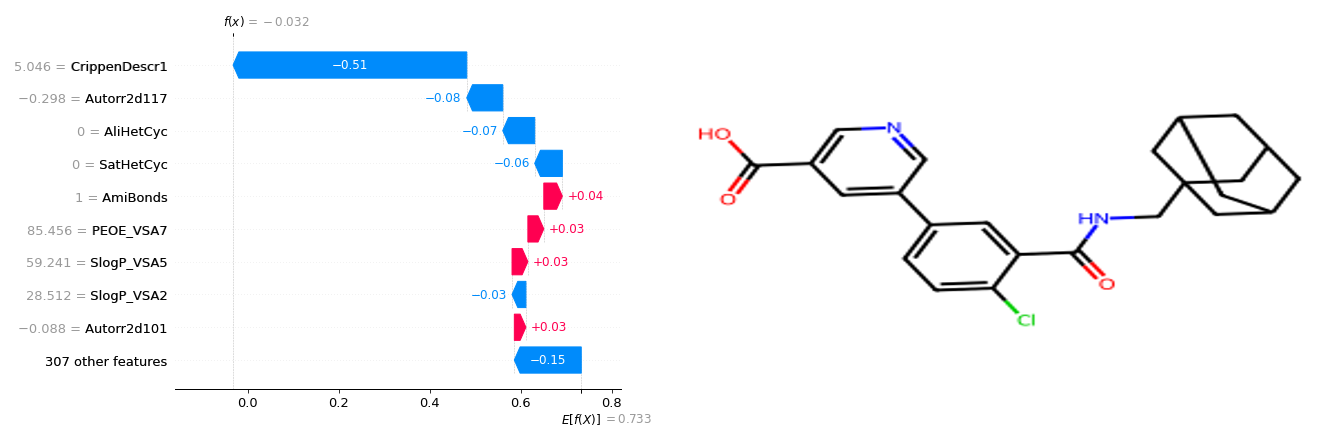 f(x) = −0.032
5.046 = CrippenDescr1
−0.51
−0.298 = Autorr2d117
−0.08
0 = AliHetCyc
−0.07
0 = SatHetCyc
−0.06
1 = AmiBonds
+0.04
85.456 = PEOE_VSA7
+0.03
59.241 = SlogP_VSA5
+0.03
28.512 = SlogP_VSA2
−0.03
−0.088 = Autorr2d101
+0.03
307 other features
−0.15
0.0 0.2 0.4 0.6 0.8
E[f(X)] = 0.733
HO
O
N
HN
O
Cl